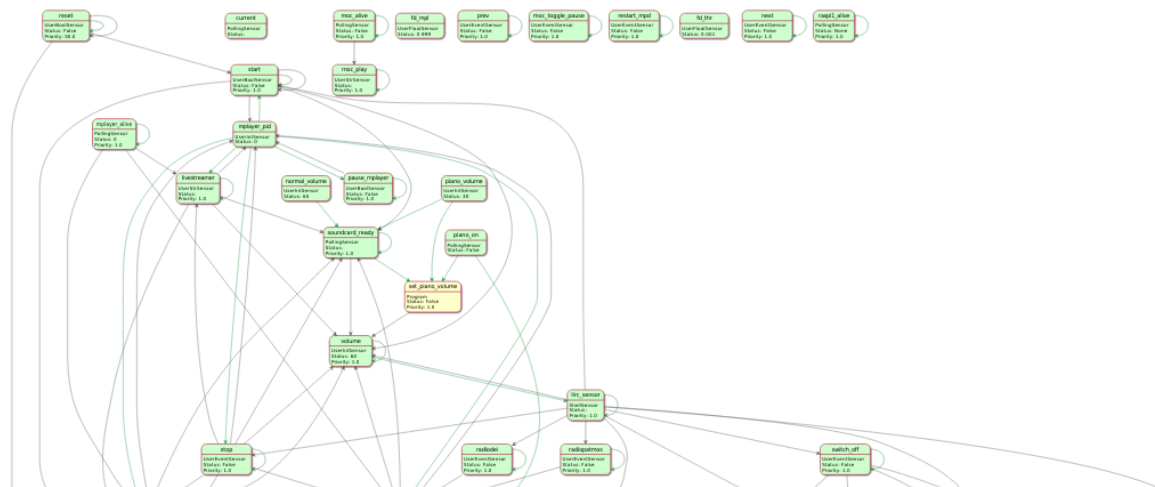 reset
UserBoolSensor
Status: False
Priority: 50.0
current
PollingSensor
Status:
moc_alive
PollingSensor
Status: False
Priority: 1.0
fd_mpl
UserFloatSensor
Status: 0.999
prev
UserEventSensor
Status: False
Priority: 1.0
moc_toggle_pause
UserEventSensor
Status: False
Priority: 1.0
restart_mpd
UserEventSensor
Status: False
Priority: 1.0
fd_thr
UserFloatSensor
Status: 0.001
next
UserEventSensor
Status: False
Priority: 1.0
raspi1_alive
PollingSensor
Status: None
Priority: 1.0
start
UserBoolSensor
Status: False
Priority: 1.0
moc_play
UserStrSensor
Status:
Priority: 1.0
mplayer_alive
PollingSensor
Status: 0
Priority: 1.0
mplayer_pid
UserIntSensor
Status: 0
livestreamer
UserStrSensor
Status:
Priority: 1.0
normal_volume
UserIntSensor
Status: 65
pause_mplayer
UserBoolSensor
Status: False
Priority: 1.0
piano_volume
UserIntSensor
Status: 30
soundcard_ready
PollingSensor
Status:
Priority: 1.0
piano_on
PollingSensor
Status: False
set_piano_volume
Program
Status: False
Priority: 1.0
volume
UserIntSensor
Status: 60
Priority: 1.0
lirc_sensor
ShellSensor
Status:
Priority: 1.0
stop
UserEventSensor
Status: False
Priority: 1.0
radiodei
UserEventSensor
Status: False
Priority: 1.0
radiopatmos
UserEventSensor
Status: False
Priority: 1.0
switch_off
UserEventSensor
Status: False
Priority: 1.0